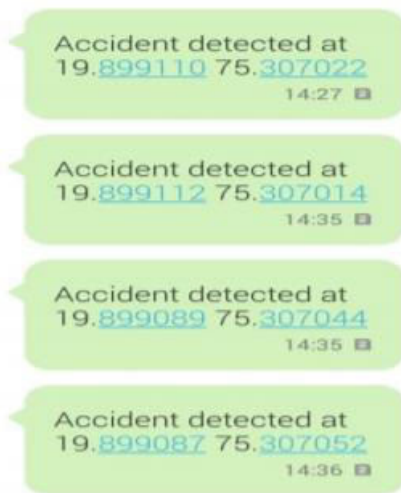 Accident detected at
19.899110 75.307022
14:27
Accident detected at
19.899112 75.307014
14:35
Accident detected at
19.899089 75.307044
14:35
Accident detected at
19.899087 75.307052
14:36